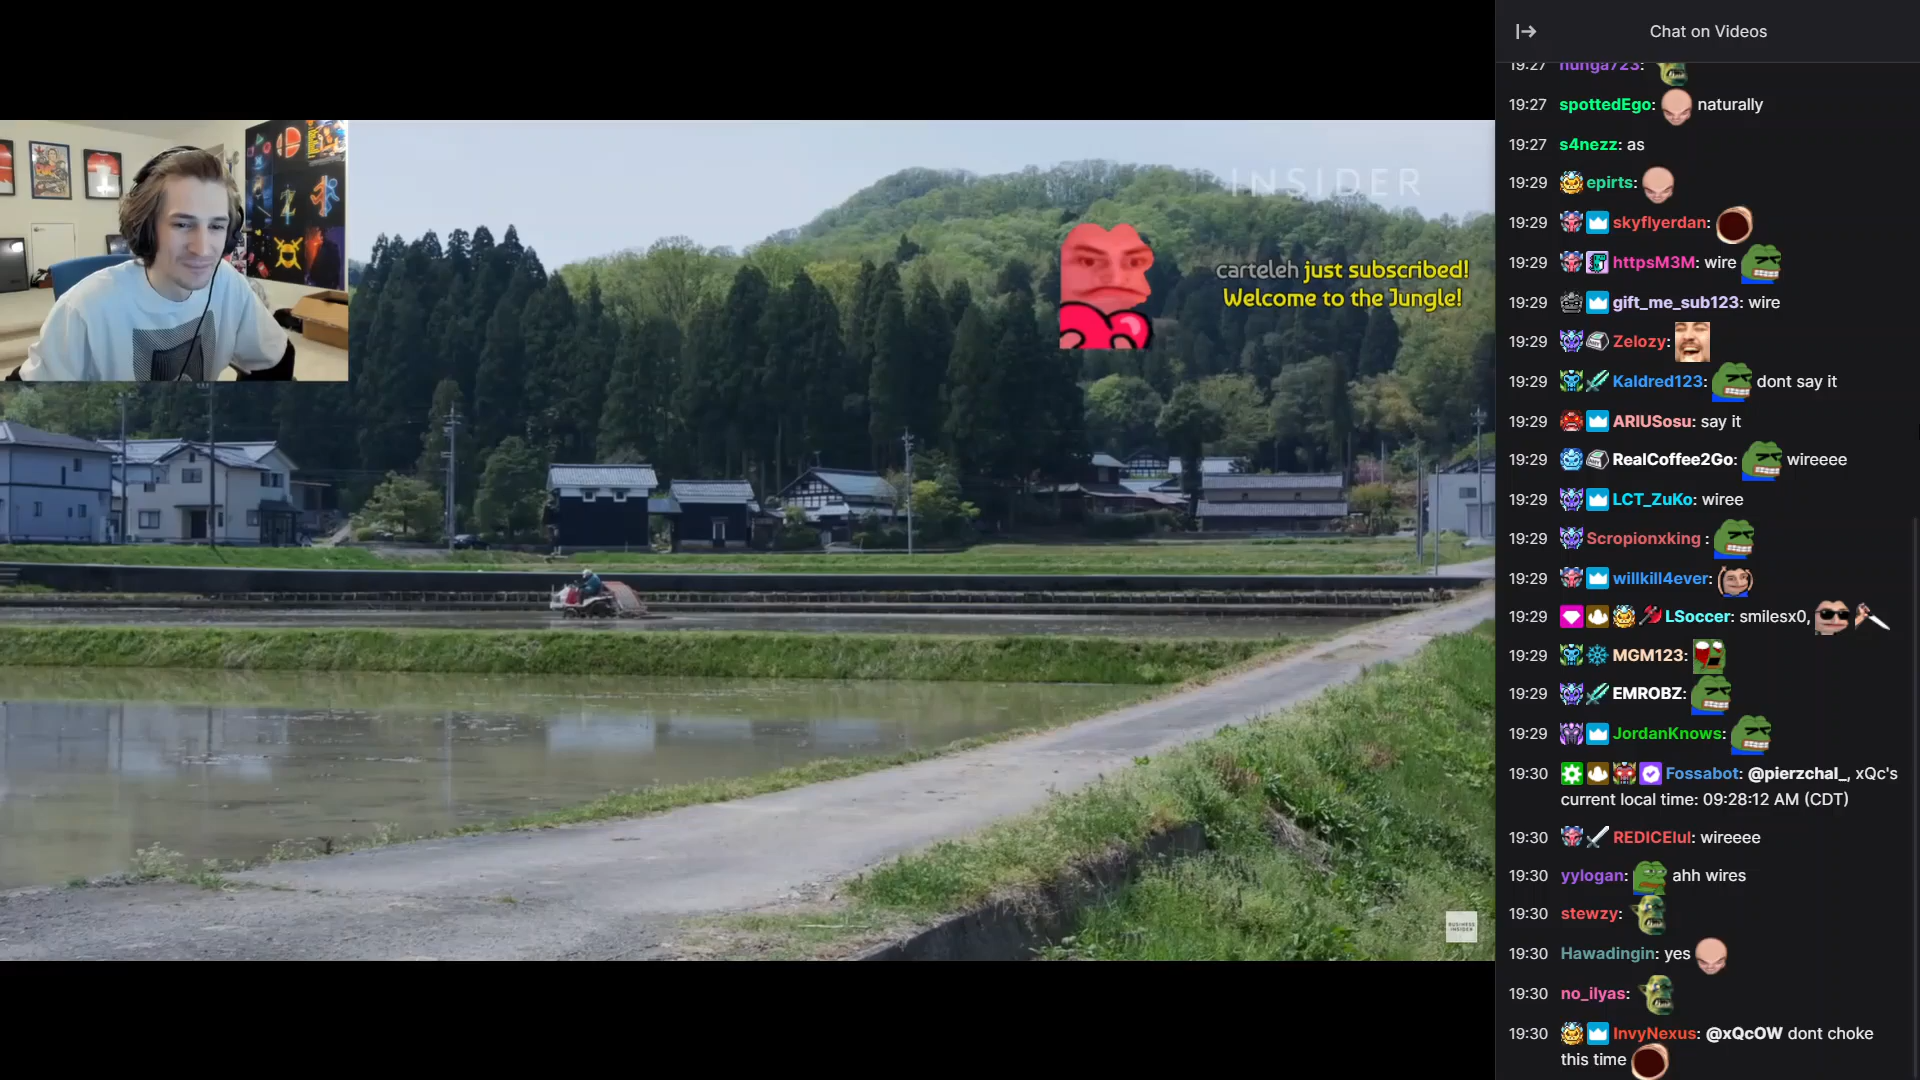 Chat on Videos
19:27 hunga723:
19:27 spottedEgo: naturally
19:27 s4nezz: as
19:29 epirts:
19:29 skyflyerdan:
19:29 httpsM3M: wire
19:29 gift_me_sub123: wire
19:29 Zelozy:
19:29 Kaldred123: dont say it
19:29 ARIUSosu: say it
19:29 RealCoffee2Go: wireeee
19:29 LCT_ZuKo: wiree
19:29 Scropionxking :
19:29 willkill4ever:
19:29 LSoccer: smilesx0,
19:29 MGM123:
19:29 EMROBZ:
19:29 JordanKnows:
19:30 Fossabot: @pierzchal_, xQc's
current local time: 09:28:12 AM (CDT)
19:30 REDICElul: wireeee
19:30 yylogan: ahh wires
19:30 stewzy:
19:30 Hawadingin: yes
19:30 no_ilyas:
19:30 InvyNexus: @xQcOW dont choke
this time
INSIDER
carteleh just subscribed!
Welcome to the Jungle!
BUSINESS
INSIDER